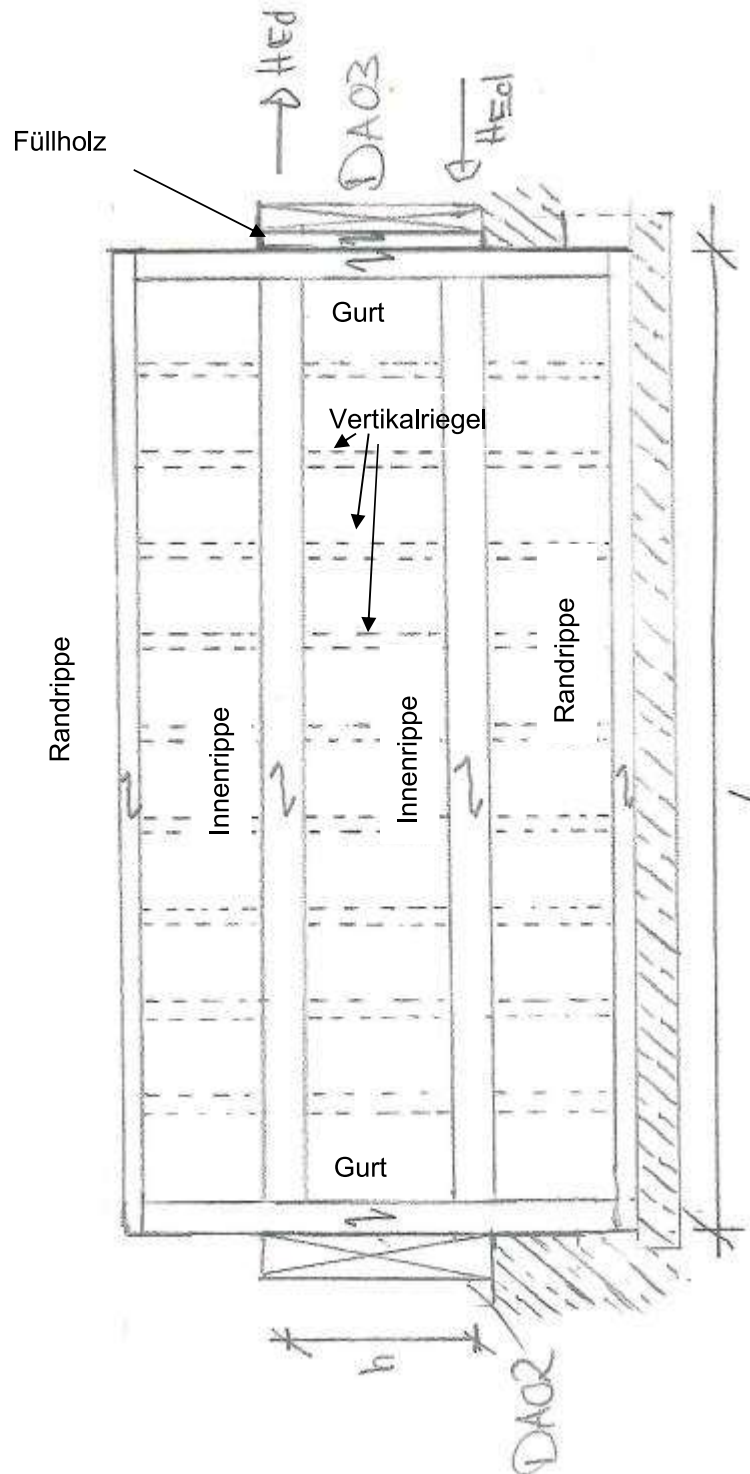 HEd
DA03
HEd
Füllholz
Gurt
Vertikalriegel
Randrippe
Innenrippe
Innenrippe
Randrippe
l
Gurt
h
DA02